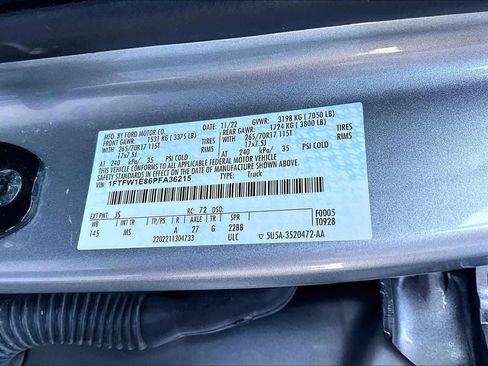 MFD. BY FORD MOTOR CO.
DATE: 11/22 GVWR: 3198 KG ( 7050 LB)
FRONT GAWR: 1531 KG ( 3375 LB) REAR GAWR: 1724 KG ( 3800 LB)
265/70R17 115T TIRES 265/70R17 115T TIRES
17x7.5J RIMS 17x7.5J RIMS
AT 240 kPa/ 35 PSI COLD AT 240 kPa/ 35 PSI COLD
THIS VEHICLE CONFORMS TO ALL APPLICABLE FEDERAL MOTOR VEHICLE
SAFETY STANDARDS IN EFFECT ON THE DATE OF MANUFACTURE SHOWN ABOVE.
VIN: 1FTFW1E86PFA36215
TYPE: Truck
EXT PNT: JS RC: 72 DSO: F0005
WB TP/PS R AXLE TR SPR T0928
145 MS A 27 G 22BB
2202211304733 ULC 5U5A-3520472-AA